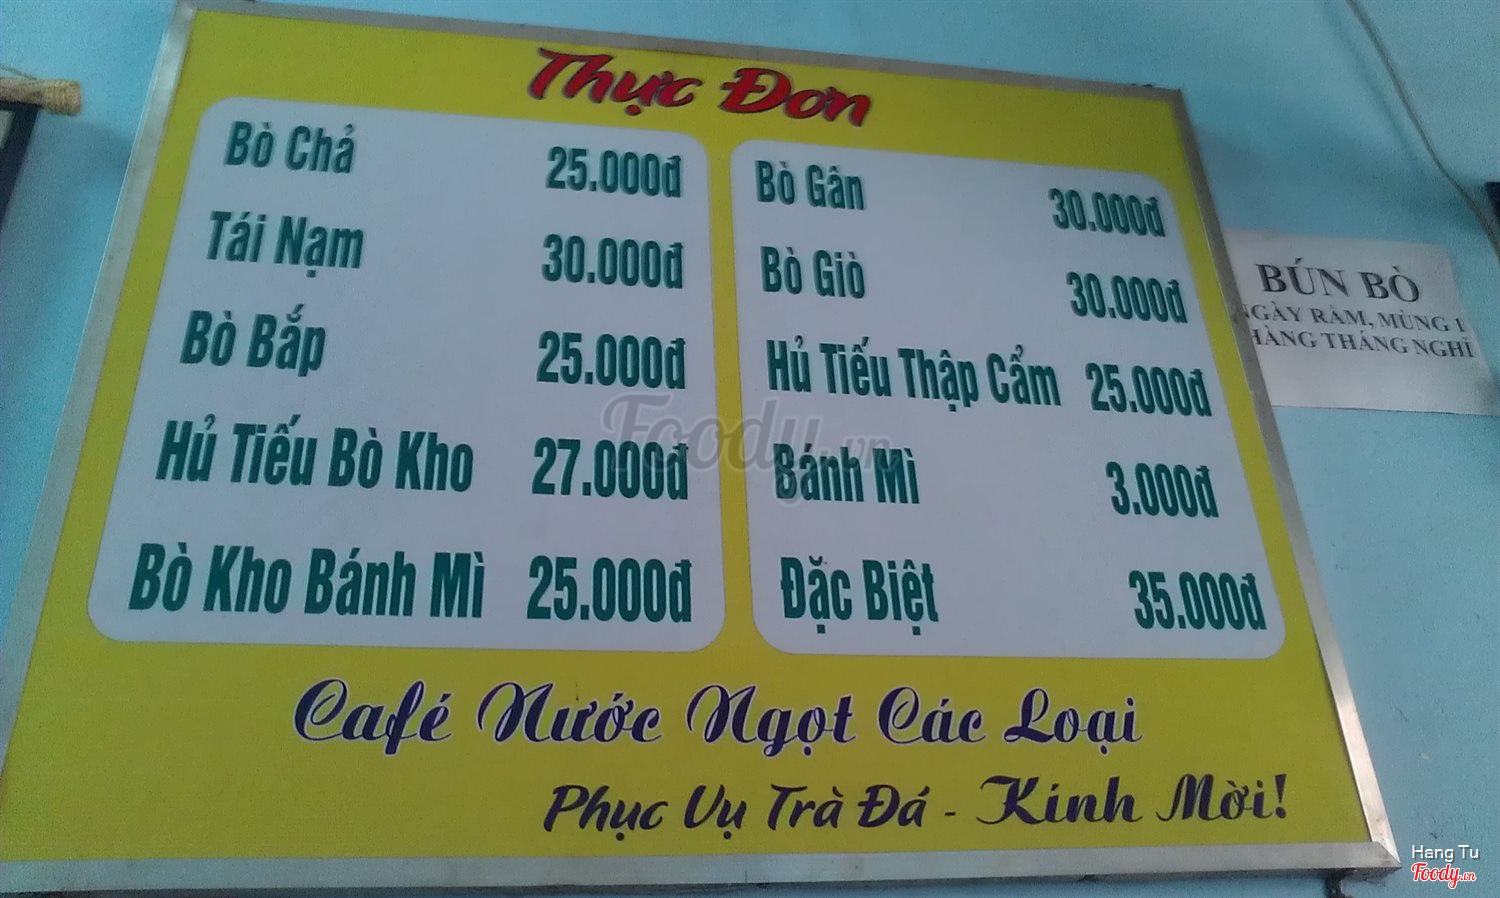 Thực Đơn
Bò Chả 25.000đ
Tái Nạm 30.000đ
Bò Bắp 25.000đ
Hủ Tiếu Bò Kho 27.000đ
Bò Kho Bánh Mì 25.000đ
Bò Gân 30.000đ
Bò Giò 30.000đ
Hủ Tiếu Thập Cẩm 25.000đ
Bánh Mì 3.000đ
Đặc Biệt 35.000đ
Café Nước Ngọt Các Loại
Phục Vụ Trà Đá - Kính Mời!
BÚN BÒ
NGÀY RẰM, MÙNG 1
HÀNG THÁNG NGHỈ
Foody.vn
Hang Tu
Foody.vn